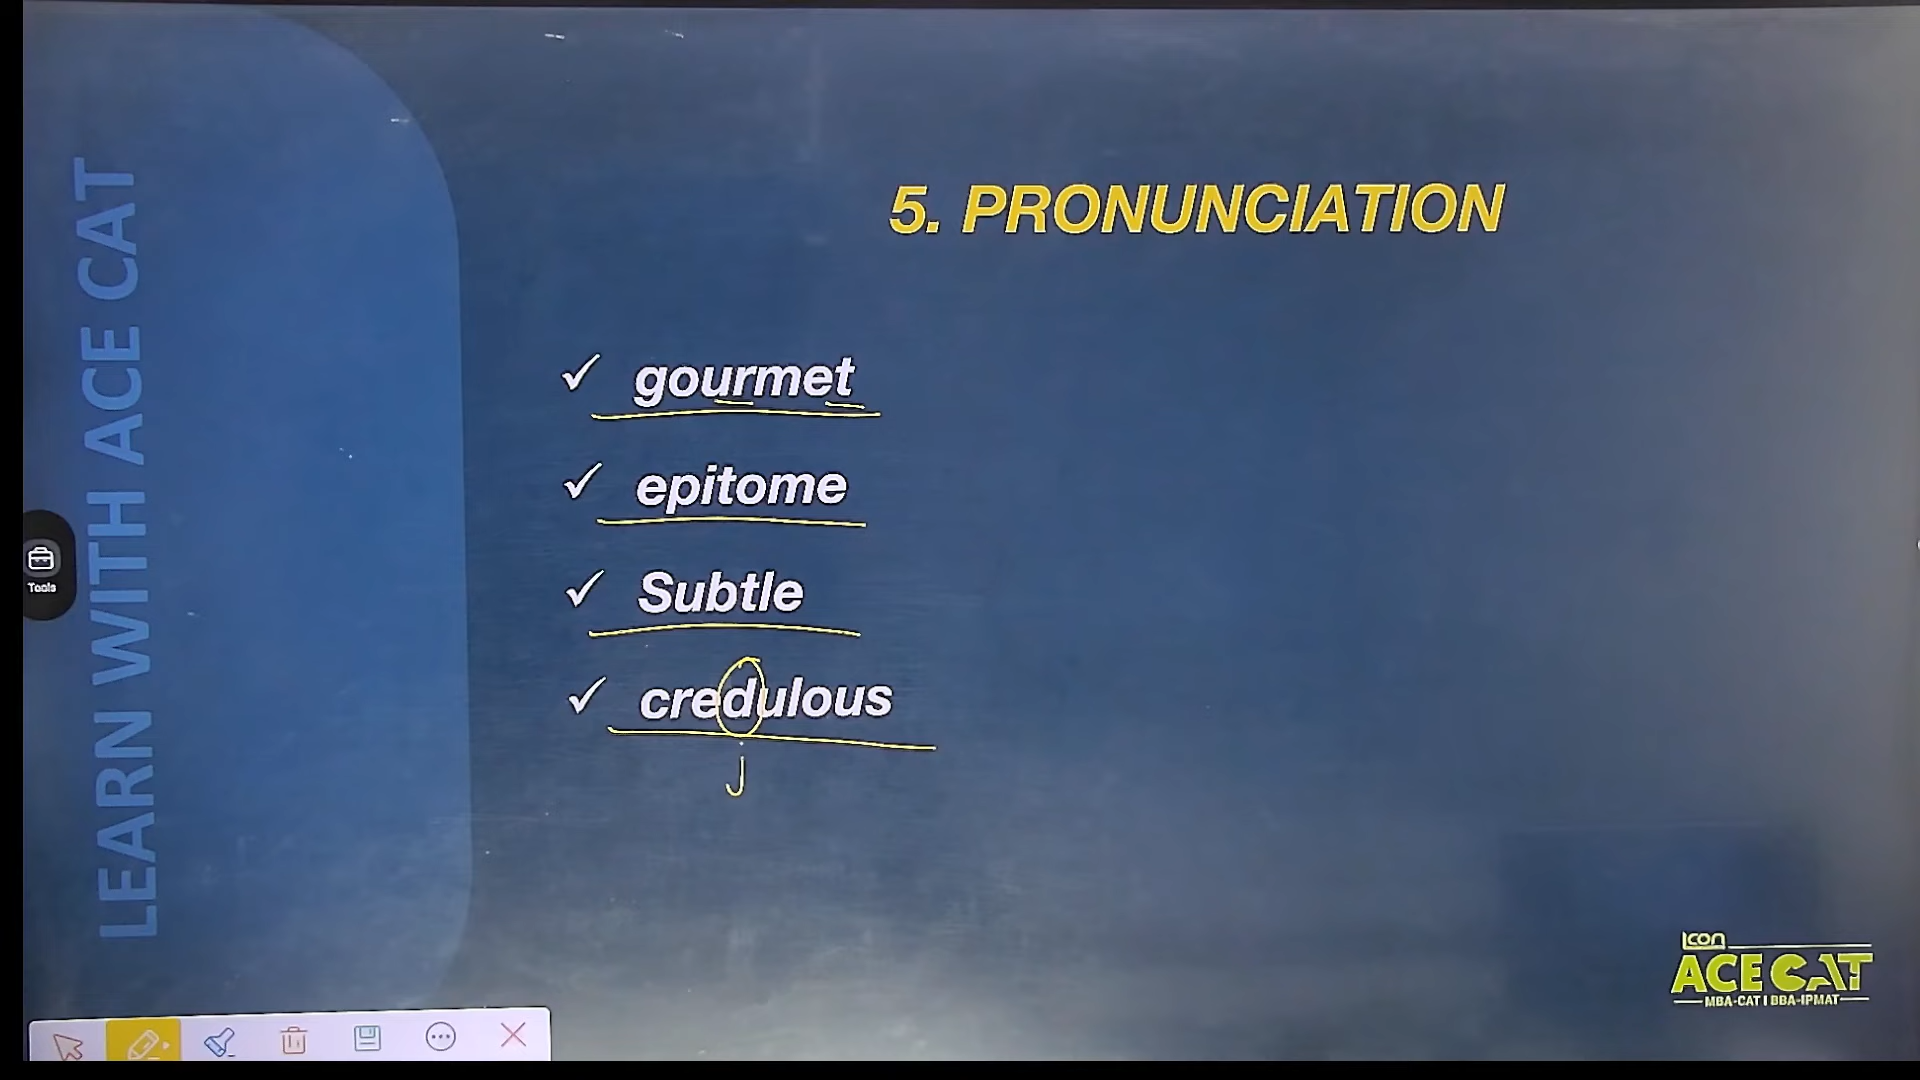 LEARN WITH ACE CAT
5. PRONUNCIATION
✓ gourmet
✓ epitome
✓ Subtle
✓ credulous
j
Tools
icon
ACE CAT
MBA-CAT | BBA-IPMAT